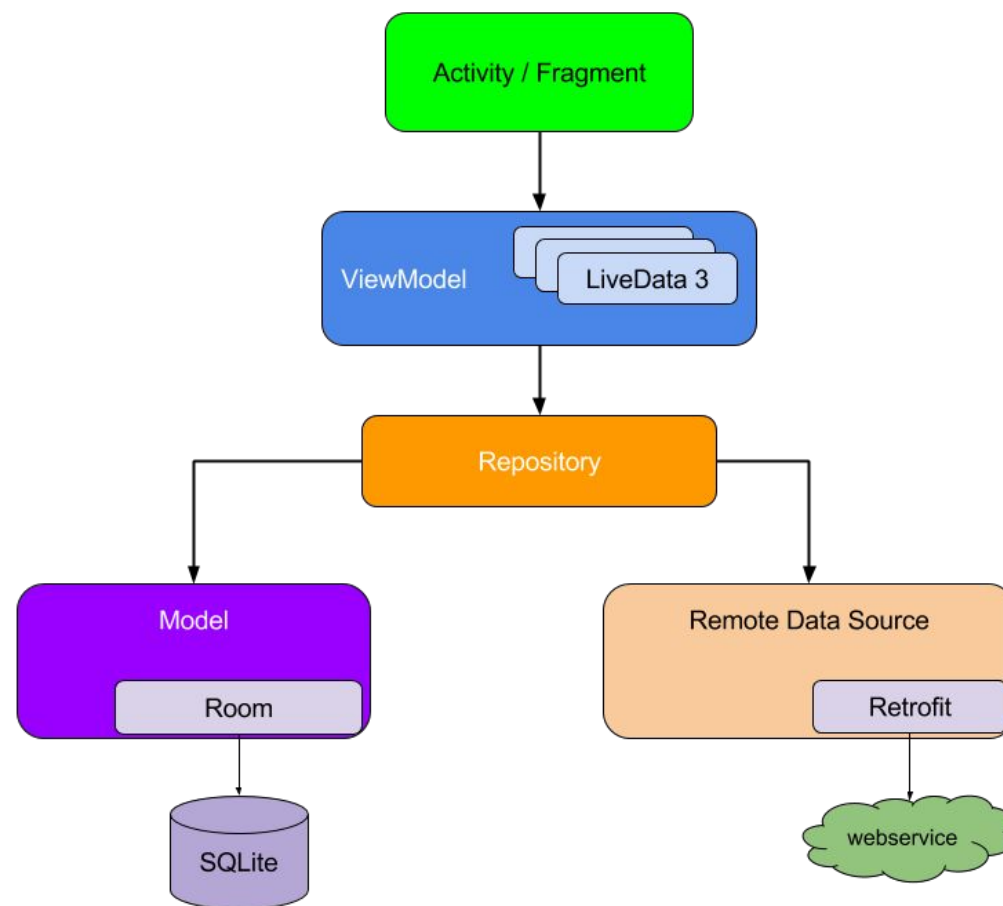 Activity / Fragment
ViewModel
LiveData 3
Repository
Model
Remote Data Source
Room
Retrofit
SQLite
webservice